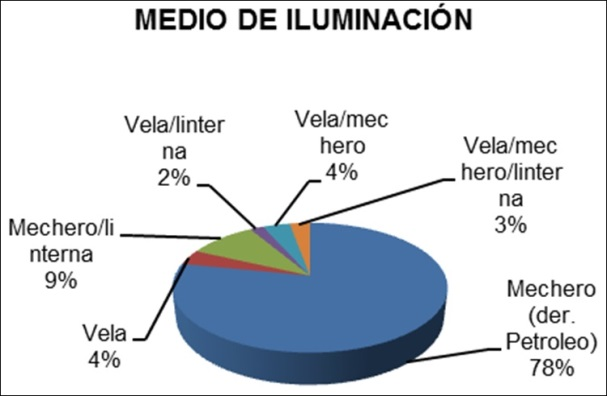 MEDIO DE ILUMINACIÓN
Vela/linter
na
2%
Vela/mec
hero
4%
Vela/mec
hero/linter
na
3%
Mechero/li
nterna
9%
Mechero
(der.
Petroleo)
78%
Vela
4%